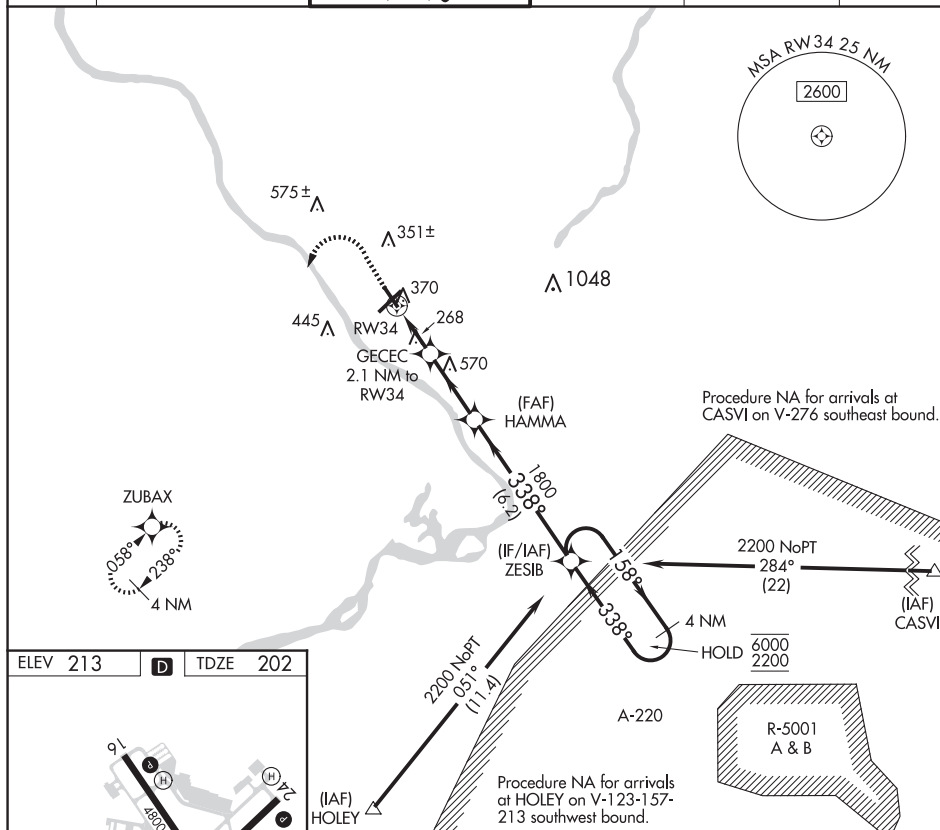 MSA RW34 25 NM
2600
575±
351±
1048
370
445
RW34
268
GECEC
2.1 NM to
RW34
570
(FAF)
HAMMA
Procedure NA for arrivals at
CASVI on V-276 southeast bound.
1800
338°
(6.2)
ZUBAX
058°
238°
4 NM
(IF/IAF)
ZESIB
158°
338°
2200 NoPT
284°
(22)
(IAF)
CASVI
4 NM
HOLD
6000
2200
2200 NoPT
051°
(11.4)
A-220
R-5001
A & B
Procedure NA for arrivals
at HOLEY on V-123-157-
213 southwest bound.
(IAF)
HOLEY
ELEV 213
D
TDZE 202
16
P
H
4800
H
24
P